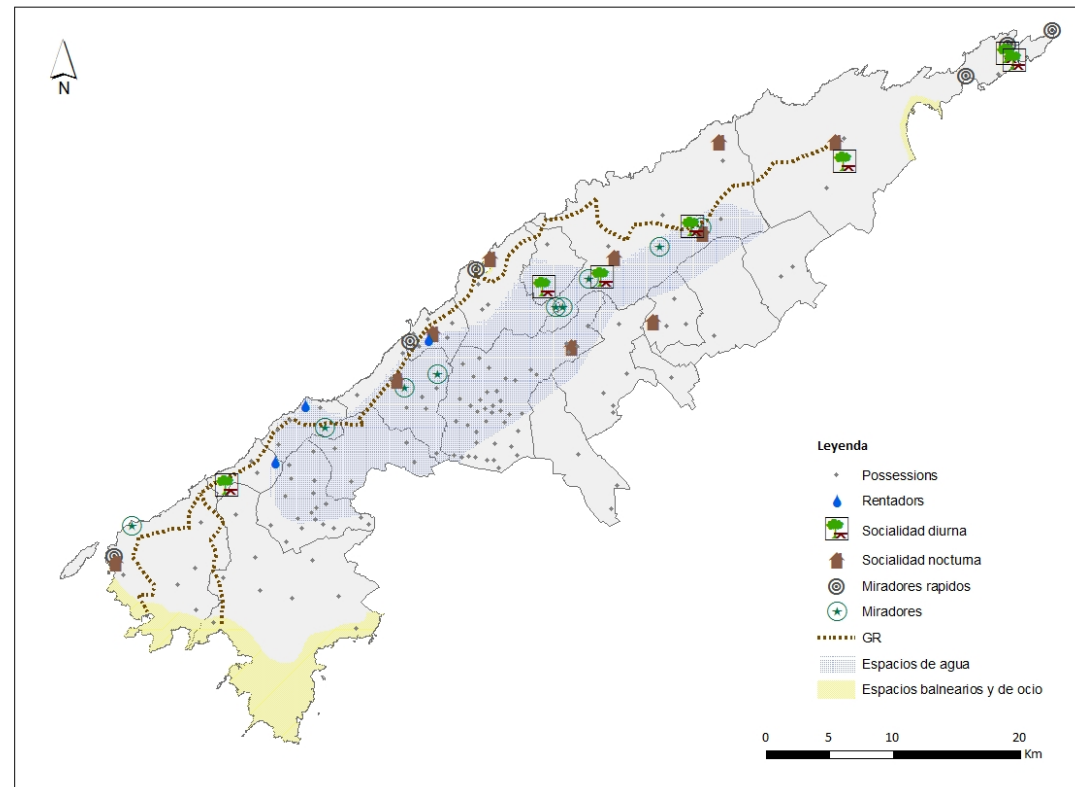 N
Leyenda
Possessions
Rentadors
Socialidad diurna
Socialidad nocturna
Miradores rapidos
Miradores
GR
Espacios de agua
Espacios balnearios y de ocio
0 5 10 20
Km